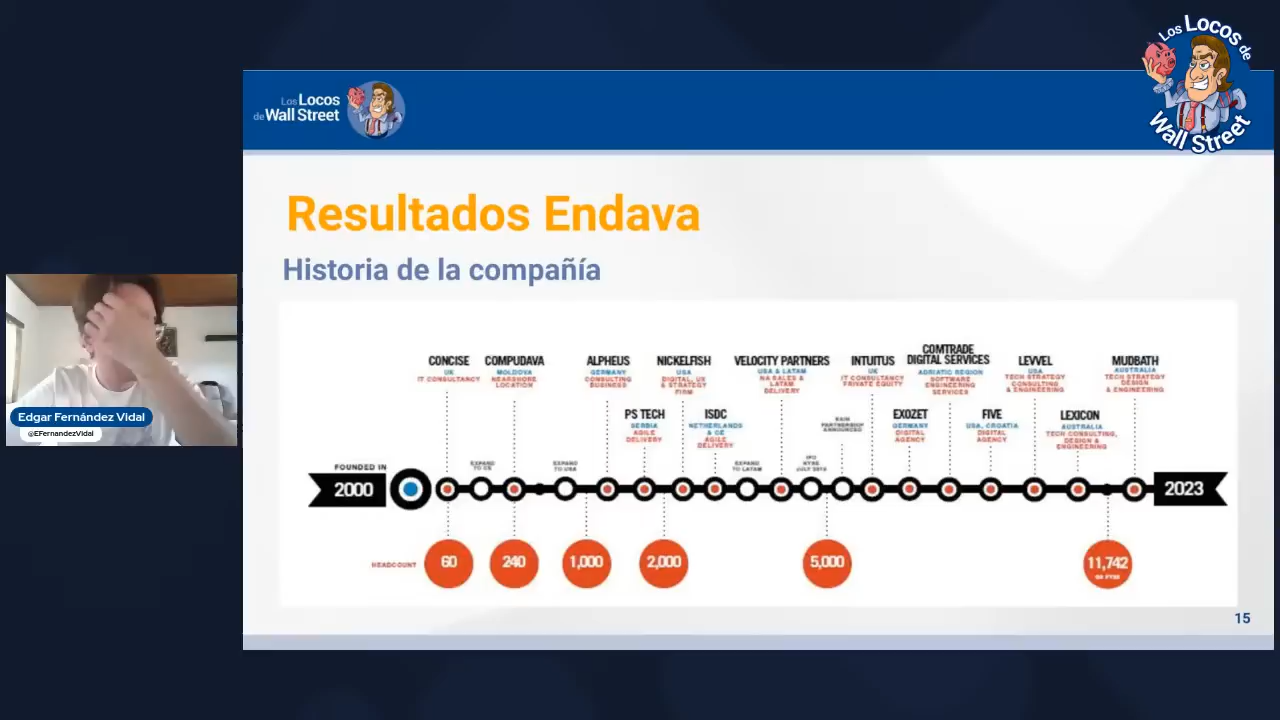 Los Locos de
Wall Street
Los Locos
de Wall Street
Resultados Endava
Historia de la compañía
CONCISE
UK
IT CONSULTANCY
COMPUDAVA
MOLDOVA
NEARSHORE
LOCATION
ALPHEUS
GERMANY
CONSULTING
BUSINESS
NICKELFISH
USA
DIGITAL, UX
& STRATEGY
FIRM
VELOCITY PARTNERS
USA & LATAM
NA SALES &
LATAM
DELIVERY
INTUITUS
UK
IT CONSULTANCY
PRIVATE EQUITY
COMTRADE
DIGITAL SERVICES
ADRIATIC REGION
SOFTWARE
ENGINEERING
SERVICES
LEVVEL
USA
TECH STRATEGY
CONSULTING
& ENGINEERING
MUDBATH
AUSTRALIA
TECH STRATEGY
DESIGN
& ENGINEERING
PS TECH
SERBIA
AGILE
DELIVERY
ISDC
NETHERLANDS
& CE
AGILE
DELIVERY
BAIN
PARTNERSHIP
ANNOUNCED
EXOZET
GERMANY
DIGITAL
AGENCY
FIVE
USA, CROATIA
DIGITAL
AGENCY
LEXICON
AUSTRALIA
TECH CONSULTING,
DESIGN &
ENGINEERING
EXPAND
TO CE
EXPAND
TO USA
EXPAND
TO LATAM
IPO
NYSE
JULY 2018
FOUNDED IN
2000
2023
HEADCOUNT
60
240
1,000
2,000
5,000
11,742
15
Edgar Fernández Vidal
@EFernandezVidal